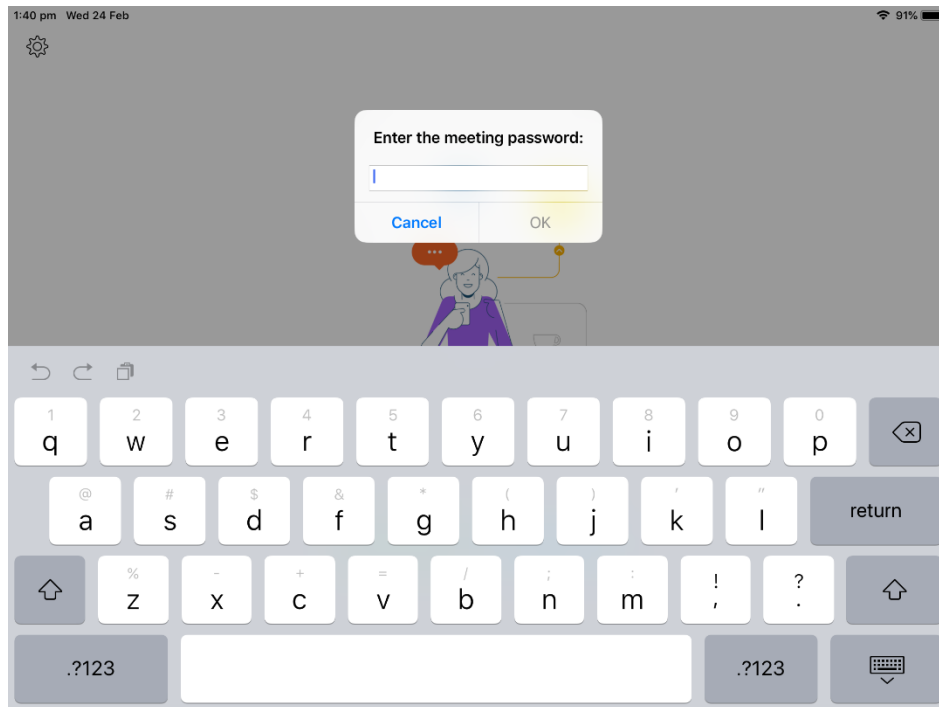 1:40 pm Wed 24 Feb 91%
Enter the meeting password:
Cancel OK
1 2 3 4 5 6 7 8 9 0
q w e r t y u i o p
@ # $ & * ( ) ' "
a s d f g h j k l return
% - + = / ; : ! ?
z x c v b n m , .
.?123 .?123